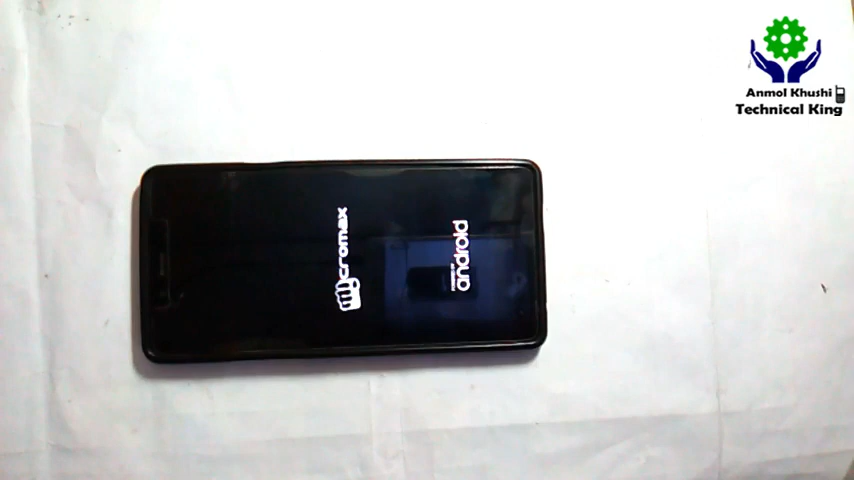 Anmol Khushi
Technical King
micromax
android